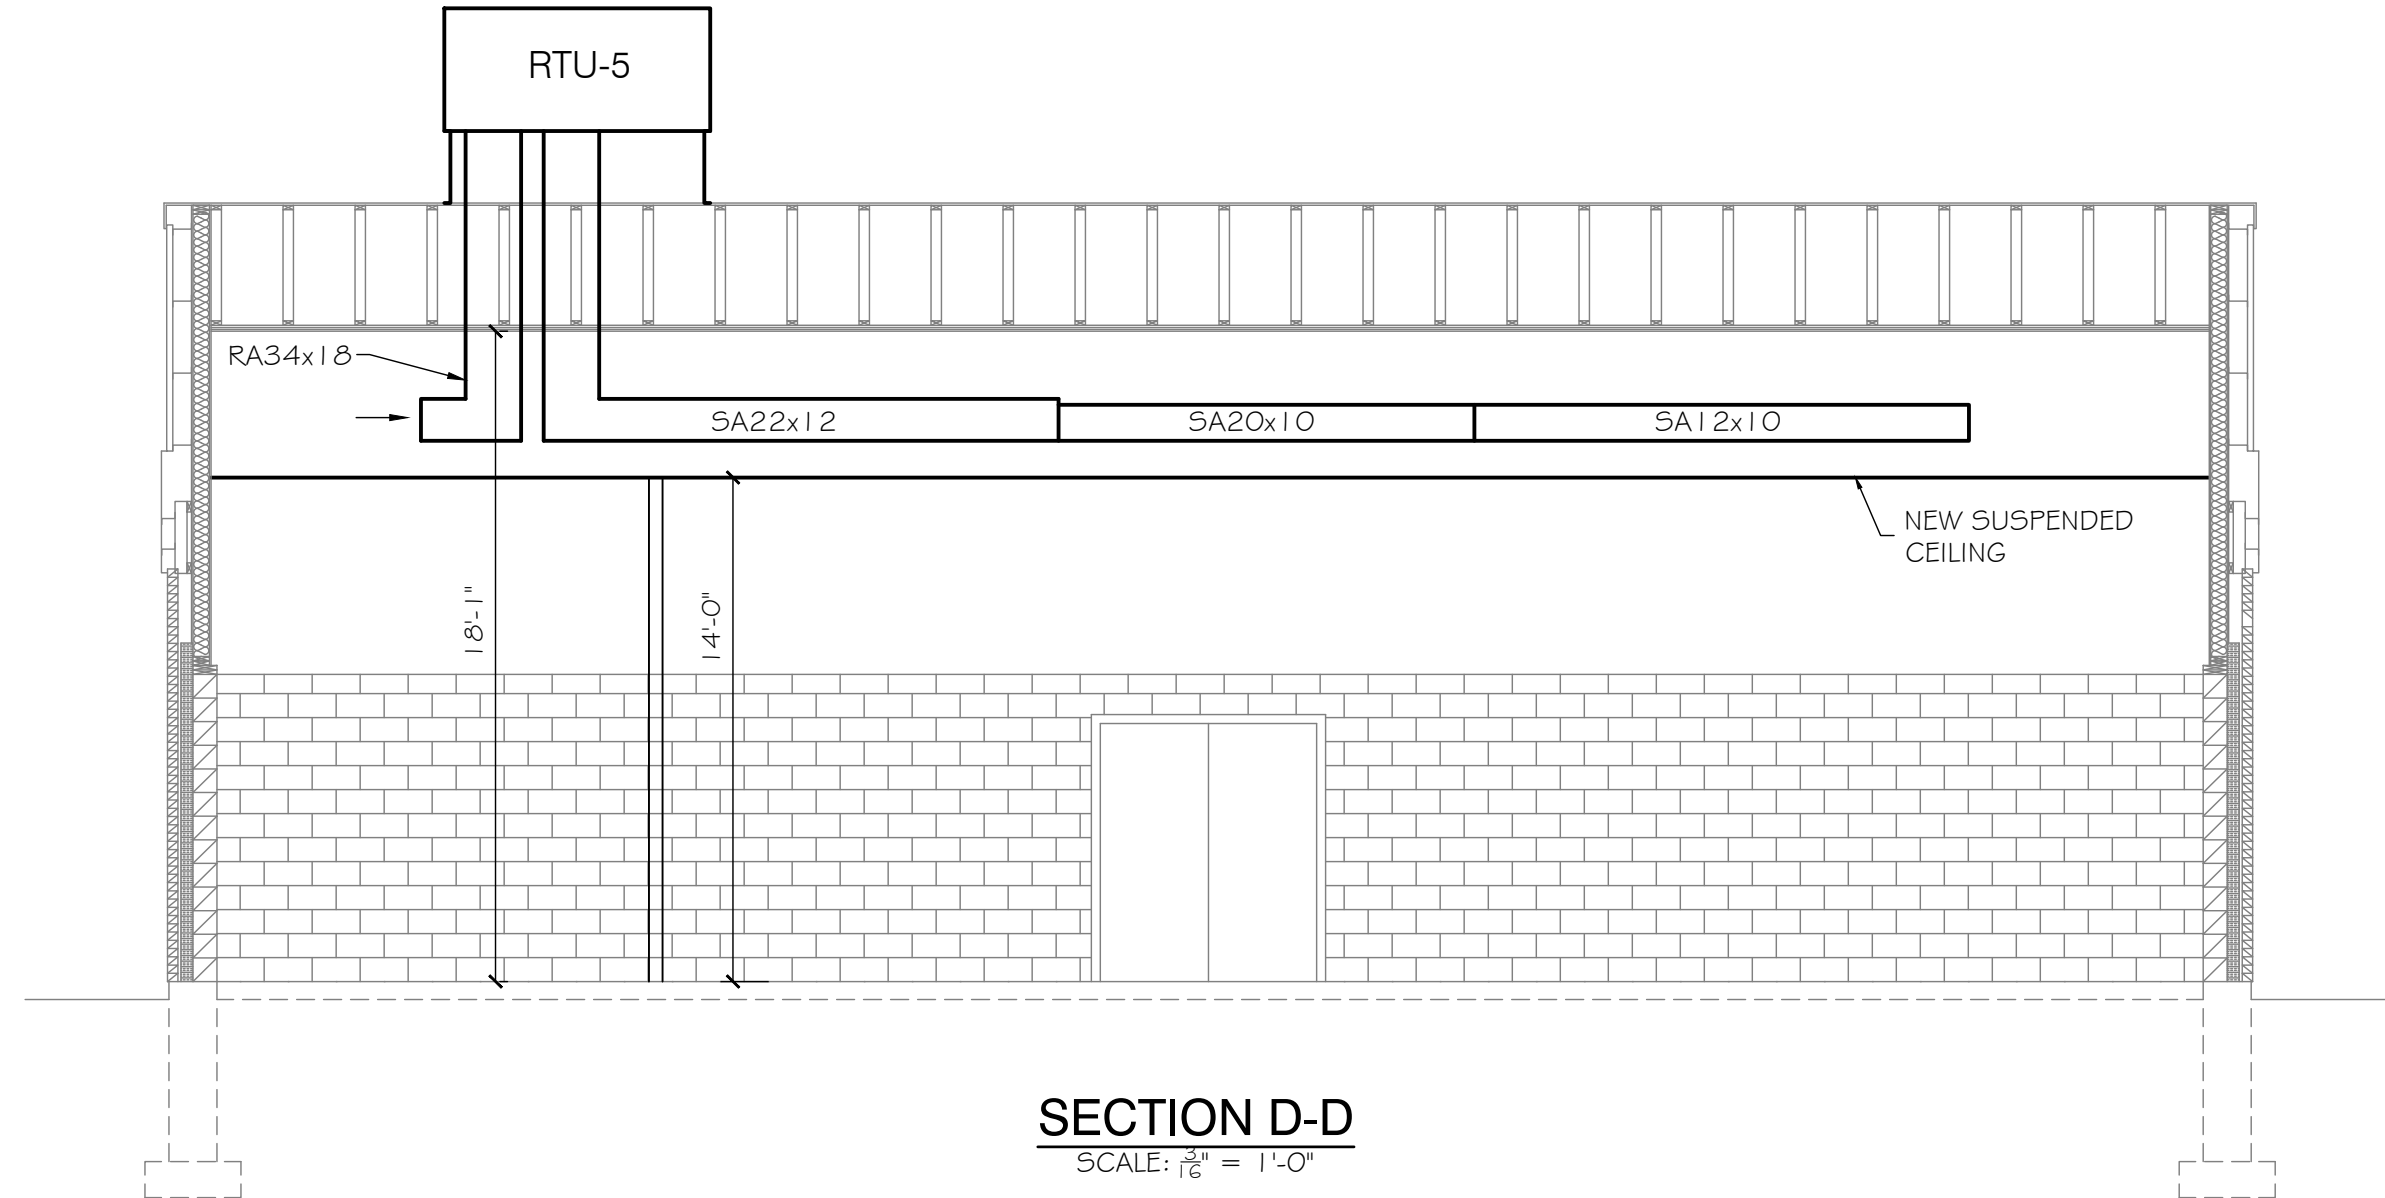 RTU-5
RA34x18
SA22x12
SA20x10
SA12x10
NEW SUSPENDED
CEILING
18'-1"
14'-0"
SECTION D-D
SCALE: 3/16" = 1'-0"